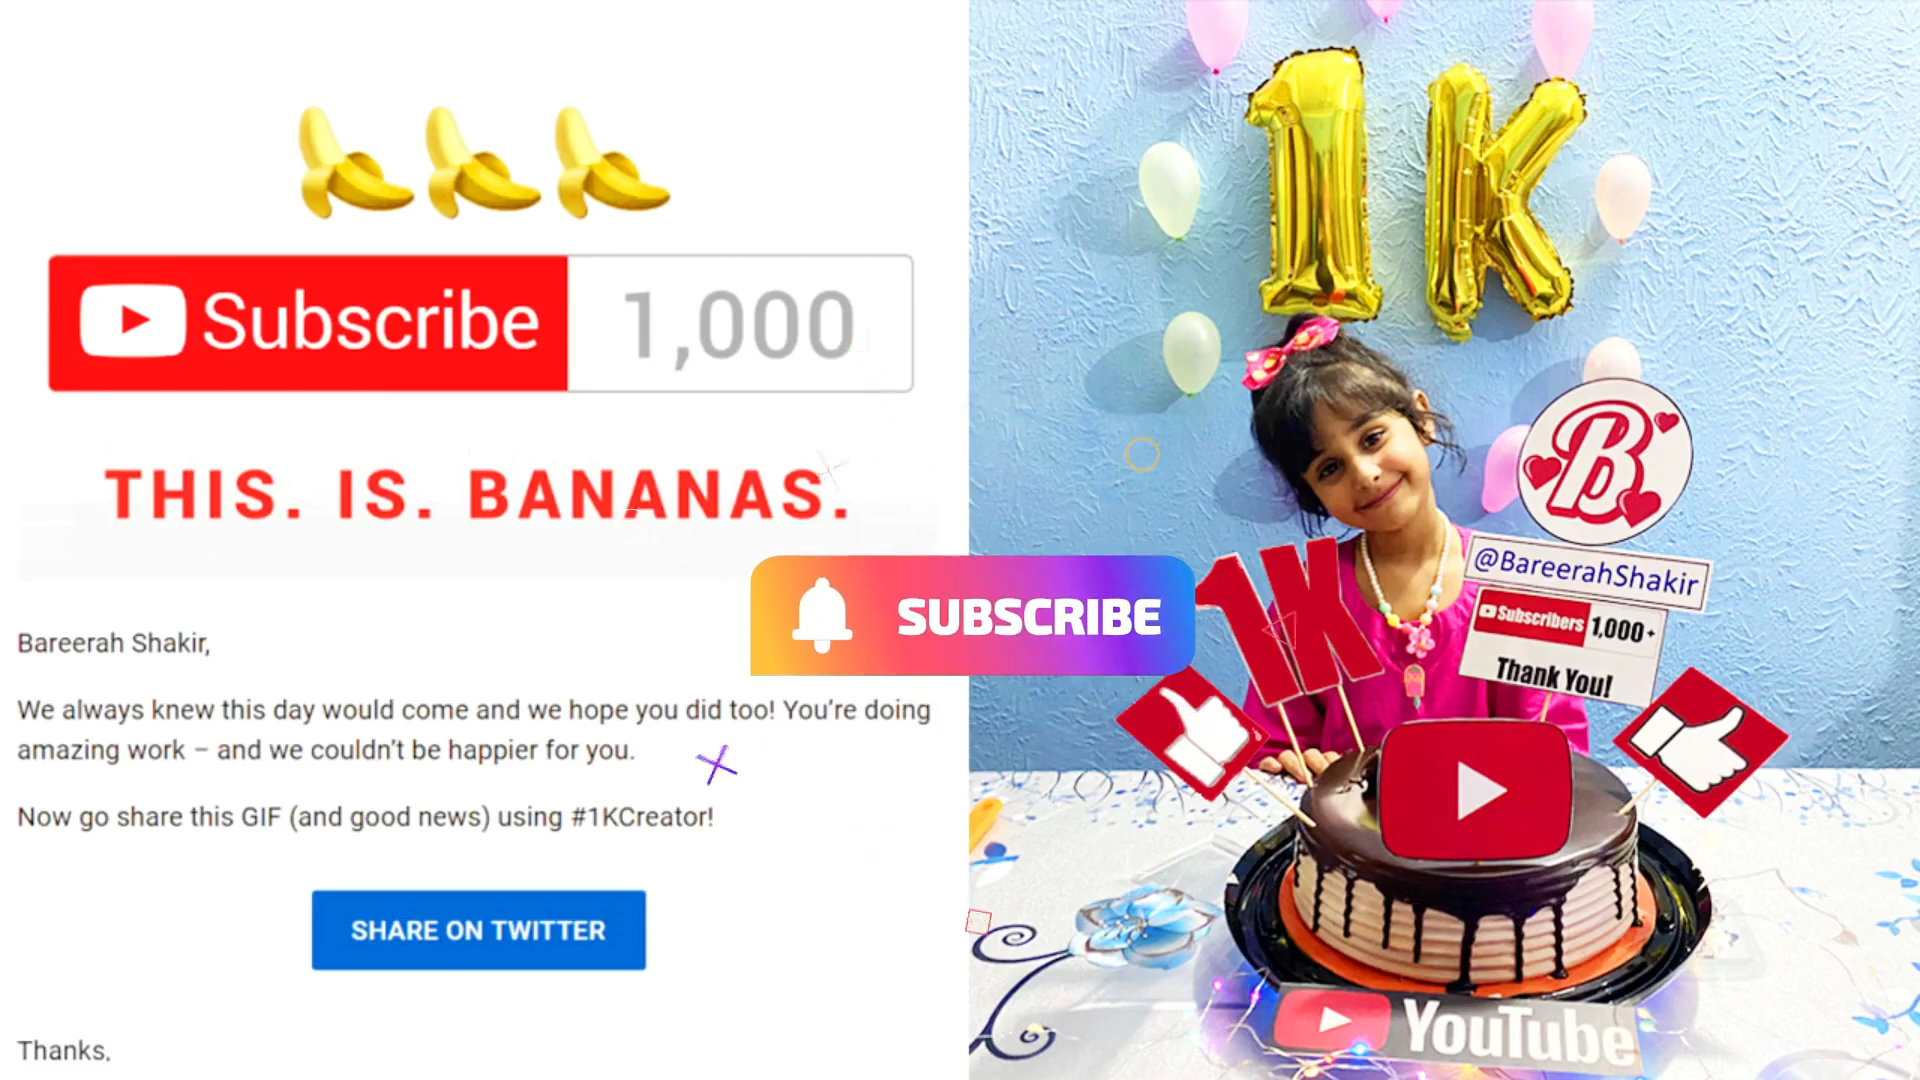 Subscribe 1,000
THIS. IS. BANANAS.
Bareerah Shakir,
We always knew this day would come and we hope you did too! You're doing
amazing work – and we couldn't be happier for you.
Now go share this GIF (and good news) using #1KCreator!
SHARE ON TWITTER
Thanks,
SUBSCRIBE
1K
B
@BareerahShakir
1K
Subscribers 1,000+
Thank You!
YouTube